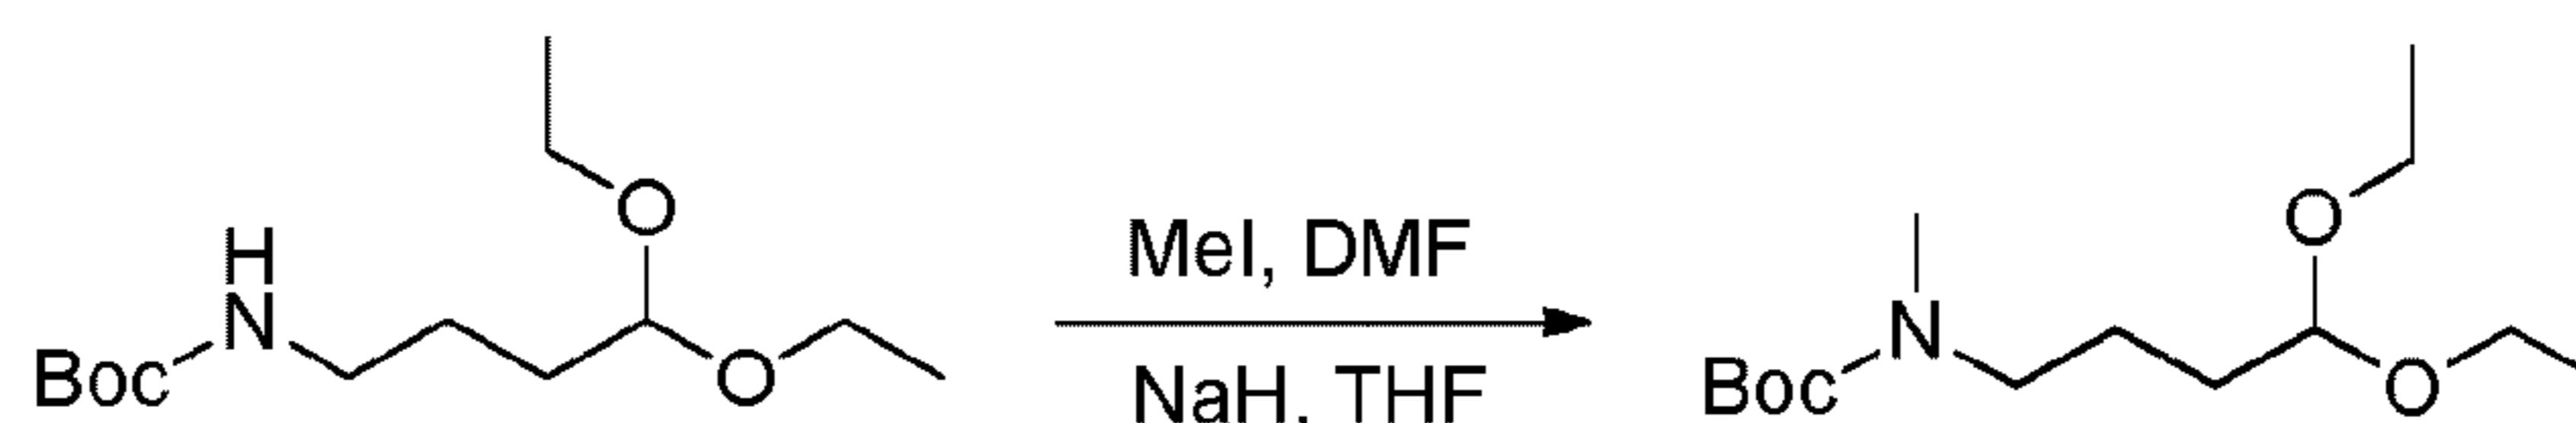 O
O
H
N
MeI, DMF
O
N
Boc
O
NaH, THF
Boc
O